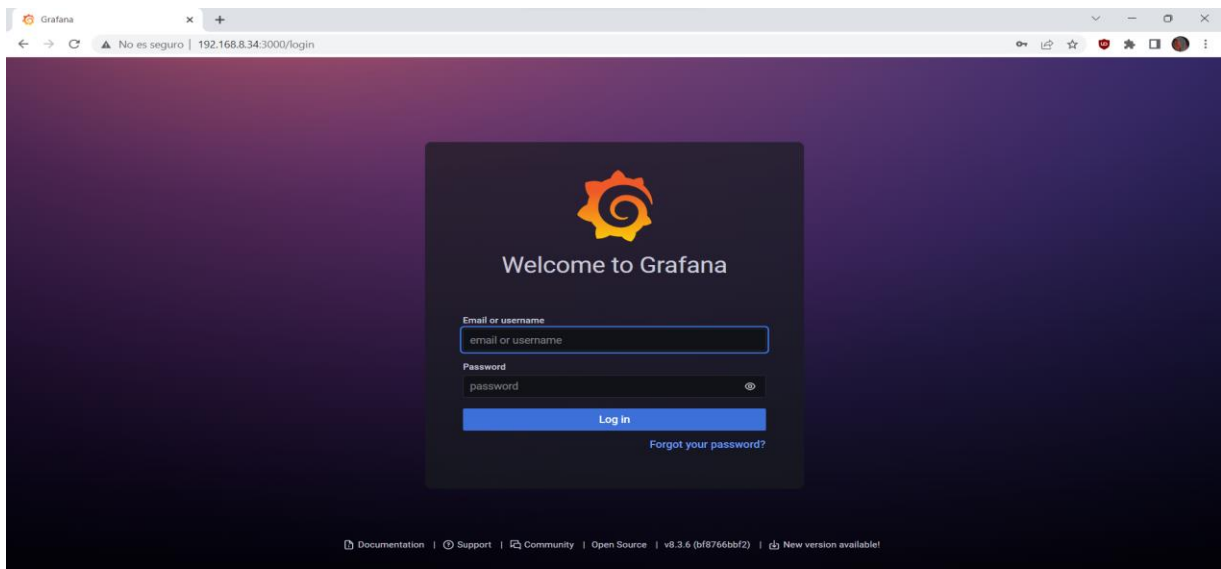 Grafana
No es seguro | 192.168.8.34:3000/login
Welcome to Grafana
Email or username
email or username
Password
password
Log in
Forgot your password?
Documentation | Support | Community | Open Source | v8.3.6 (bf8766bbf2) | New version available!